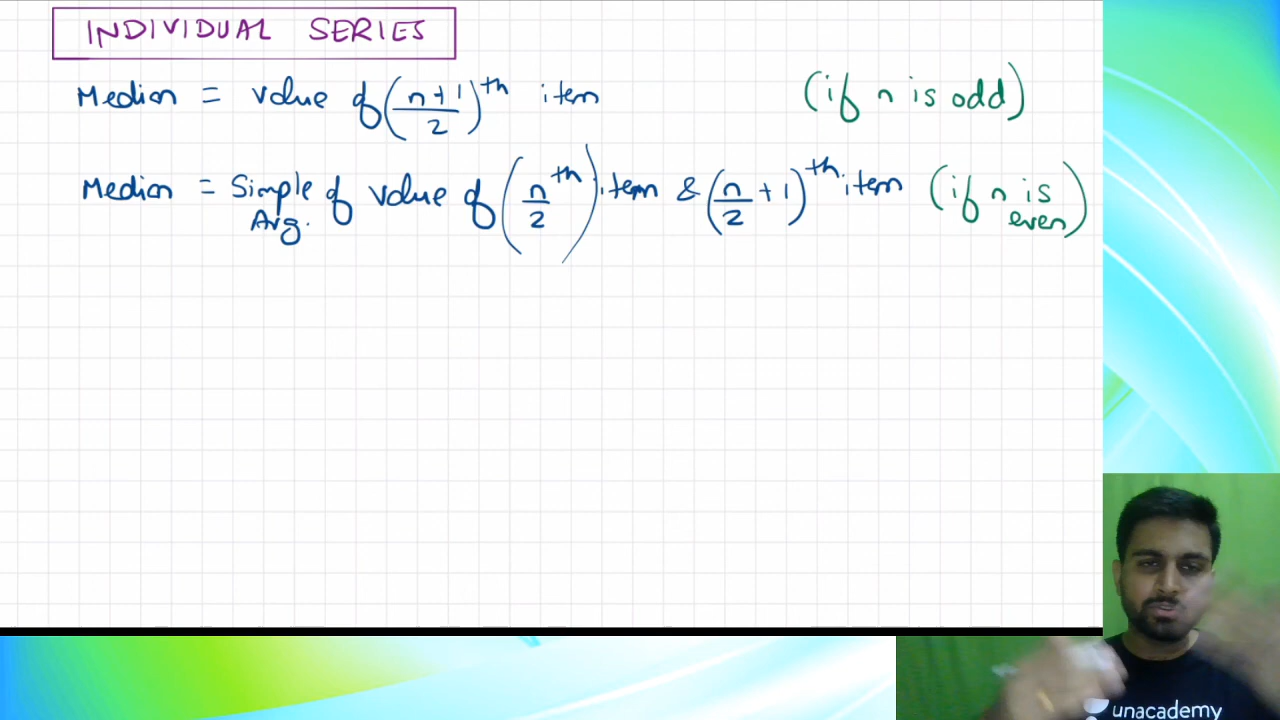 INDIVIDUAL SERIES
Median = value of (n+1/2)th item (if n is odd)
Median = Simple Avg. of value of (n/2 th) item & (n/2 + 1)th item (if n is even)
unacademy